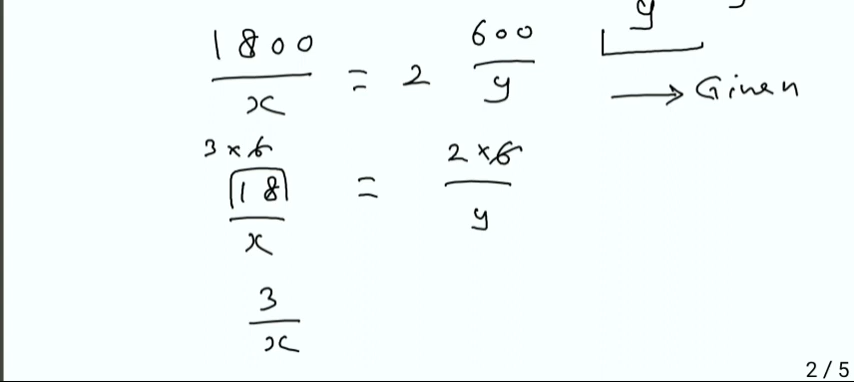 1800/x = 2 600/y
y
→ Given
3 × 6
18/x = 2 × 6/y
3/x
2 / 5